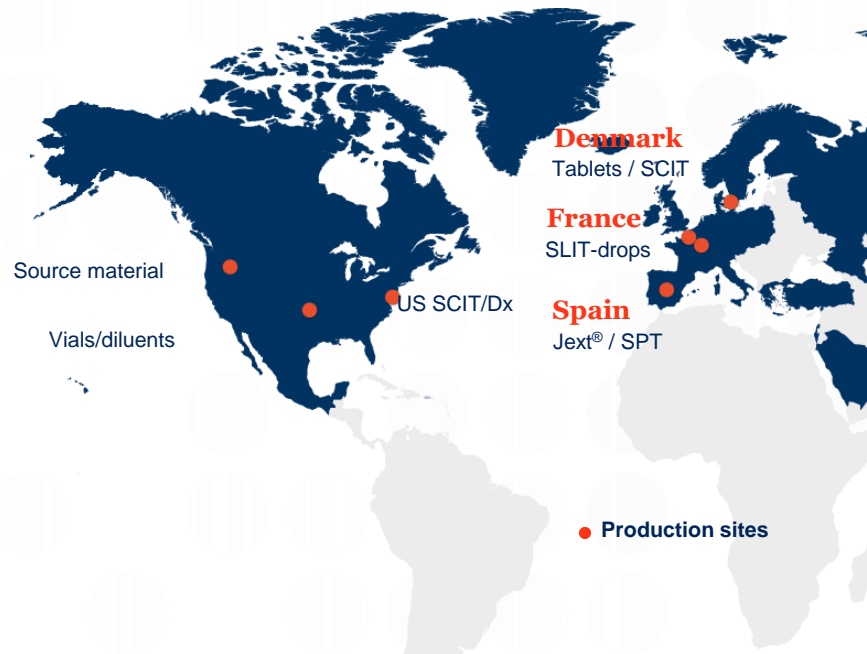 Denmark
Tablets / SCIT
France
SLIT-drops
Source material
US SCIT/Dx
Spain
Vials/diluents
Jext® / SPT
Production sites